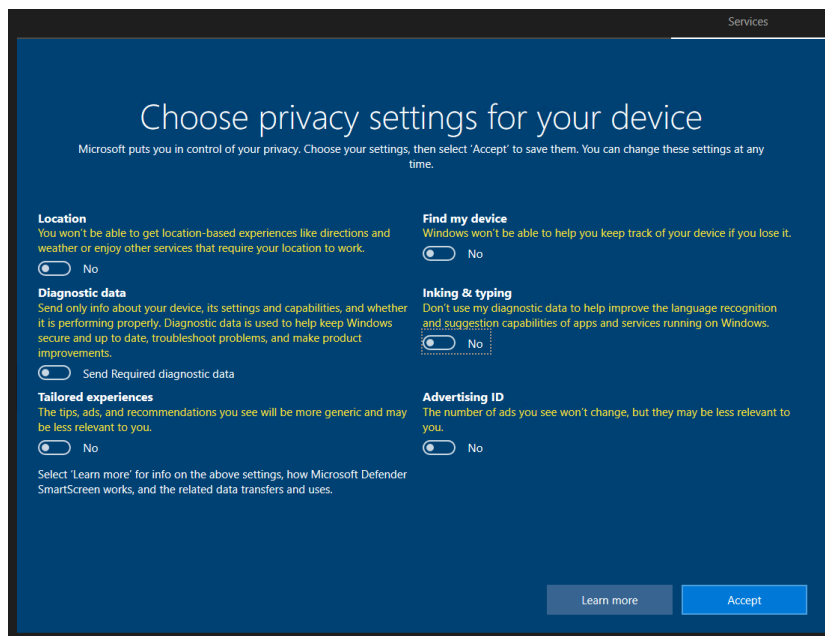 Services
Choose privacy settings for your device
Microsoft puts you in control of your privacy. Choose your settings, then select 'Accept' to save them. You can change these settings at any
time.
Location
You won't be able to get location-based experiences like directions and
weather or enjoy other services that require your location to work.
No
Diagnostic data
Send only info about your device, its settings and capabilities, and whether
it is performing properly. Diagnostic data is used to help keep Windows
secure and up to date, troubleshoot problems, and make product
improvements.
Send Required diagnostic data
Tailored experiences
The tips, ads, and recommendations you see will be more generic and may
be less relevant to you.
No
Select 'Learn more' for info on the above settings, how Microsoft Defender
SmartScreen works, and the related data transfers and uses.
Find my device
Windows won't be able to help you keep track of your device if you lose it.
No
Inking & typing
Don't use my diagnostic data to help improve the language recognition
and suggestion capabilities of apps and services running on Windows.
No
Advertising ID
The number of ads you see won't change, but they may be less relevant to
you.
No
Learn more
Accept